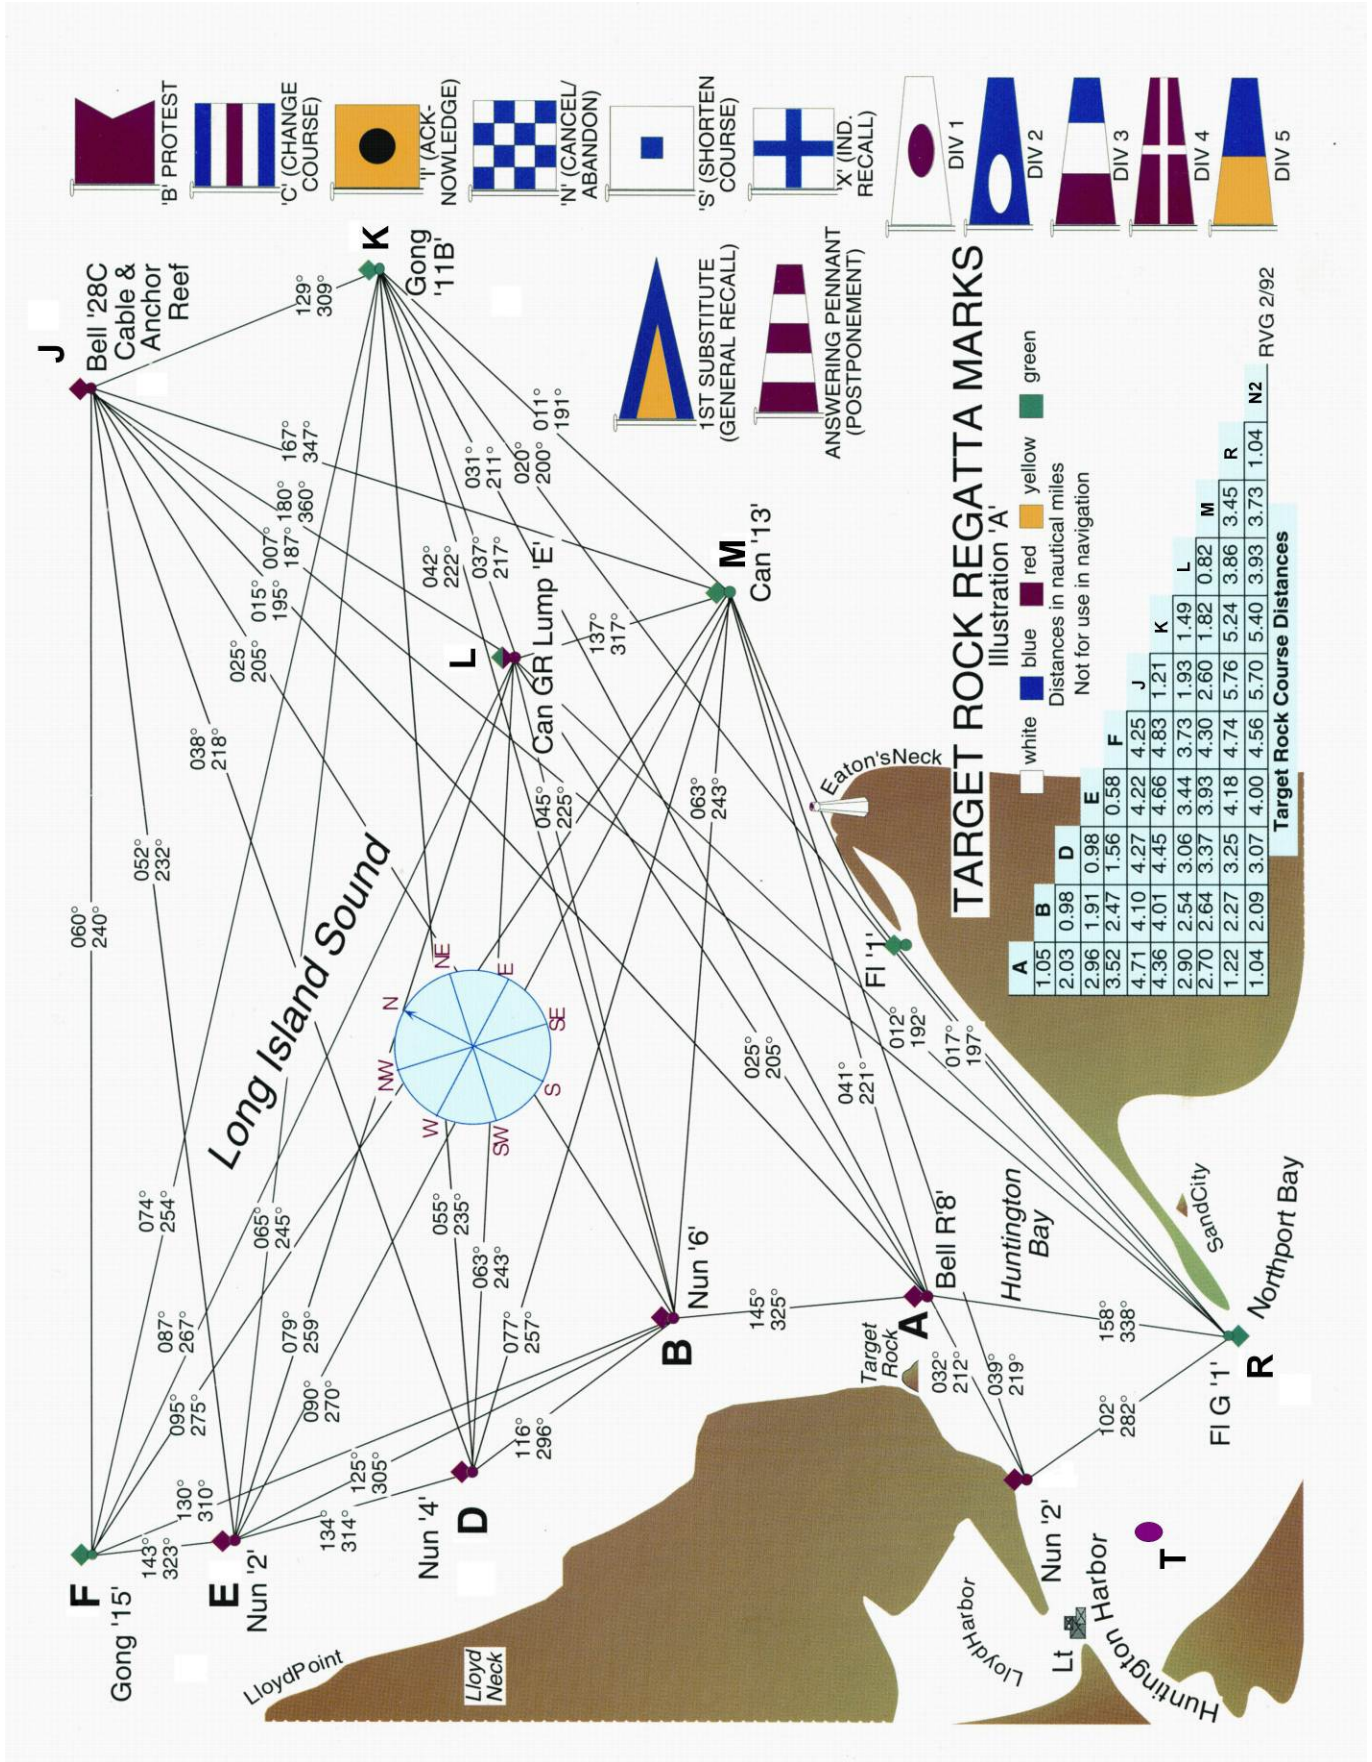 'B' PROTEST
'C' (CHANGE
COURSE)
'I' (ACK-
NOWLEDGE)
'N' (CANCEL/
ABANDON)
'S' (SHORTEN
COURSE)
'X' (IND.
RECALL)
DIV 1
DIV 2
DIV 3
DIV 4
DIV 5
1ST SUBSTITUTE
(GENERAL RECALL)
ANSWERING PENNANT
(POSTPONEMENT)
J
Bell '28C
Cable &
Anchor
Reef
K
Gong
'11B'
129°
309°
167°
347°
180°
360°
007°
187°
015°
195°
025°
205°
038°
218°
052°
232°
060°
240°
031°
211°
020°
200°
011°
191°
042°
222°
037°
217°
L
Can GR Lump 'E'
137°
317°
M
Can '13'
045°
225°
063°
243°
Long Island Sound
N
NE
E
SE
S
SW
W
NW
074°
254°
065°
245°
087°
267°
079°
259°
095°
275°
090°
270°
055°
235°
063°
243°
077°
257°
025°
205°
041°
221°
012°
192°
017°
197°
Fl '1'
Eaton'sNeck
F
Gong '15'
143°
323°
130°
310°
E
Nun '2'
134°
314°
125°
305°
Nun '4'
D
116°
296°
B
Nun '6'
145°
325°
A
Bell R'8'
Target
Rock
032°
212°
039°
219°
158°
338°
102°
282°
Huntington
Bay
SandCity
Northport Bay
Fl G '1'
R
Nun '2'
T
LloydPoint
Lloyd
Neck
LloydHarbor
Lt
Huntington Harbor
TARGET ROCK REGATTA MARKS
Illustration 'A'
white blue red yellow green
Distances in nautical miles
Not for use in navigation
A
1.05 B
2.03 0.98 D
2.96 1.91 0.98 E
3.52 2.47 1.56 0.58 F
4.71 4.10 4.27 4.22 4.25 J
4.36 4.01 4.45 4.66 4.83 1.21 K
2.90 2.54 3.06 3.44 3.73 1.93 1.49 L
2.70 2.64 3.37 3.93 4.30 2.60 1.82 0.82 M
1.22 2.27 3.25 4.18 4.74 5.76 5.24 3.86 3.45 R
1.04 2.09 3.07 4.00 4.56 5.70 5.40 3.93 3.73 1.04 N2
Target Rock Course Distances
RVG 2/92